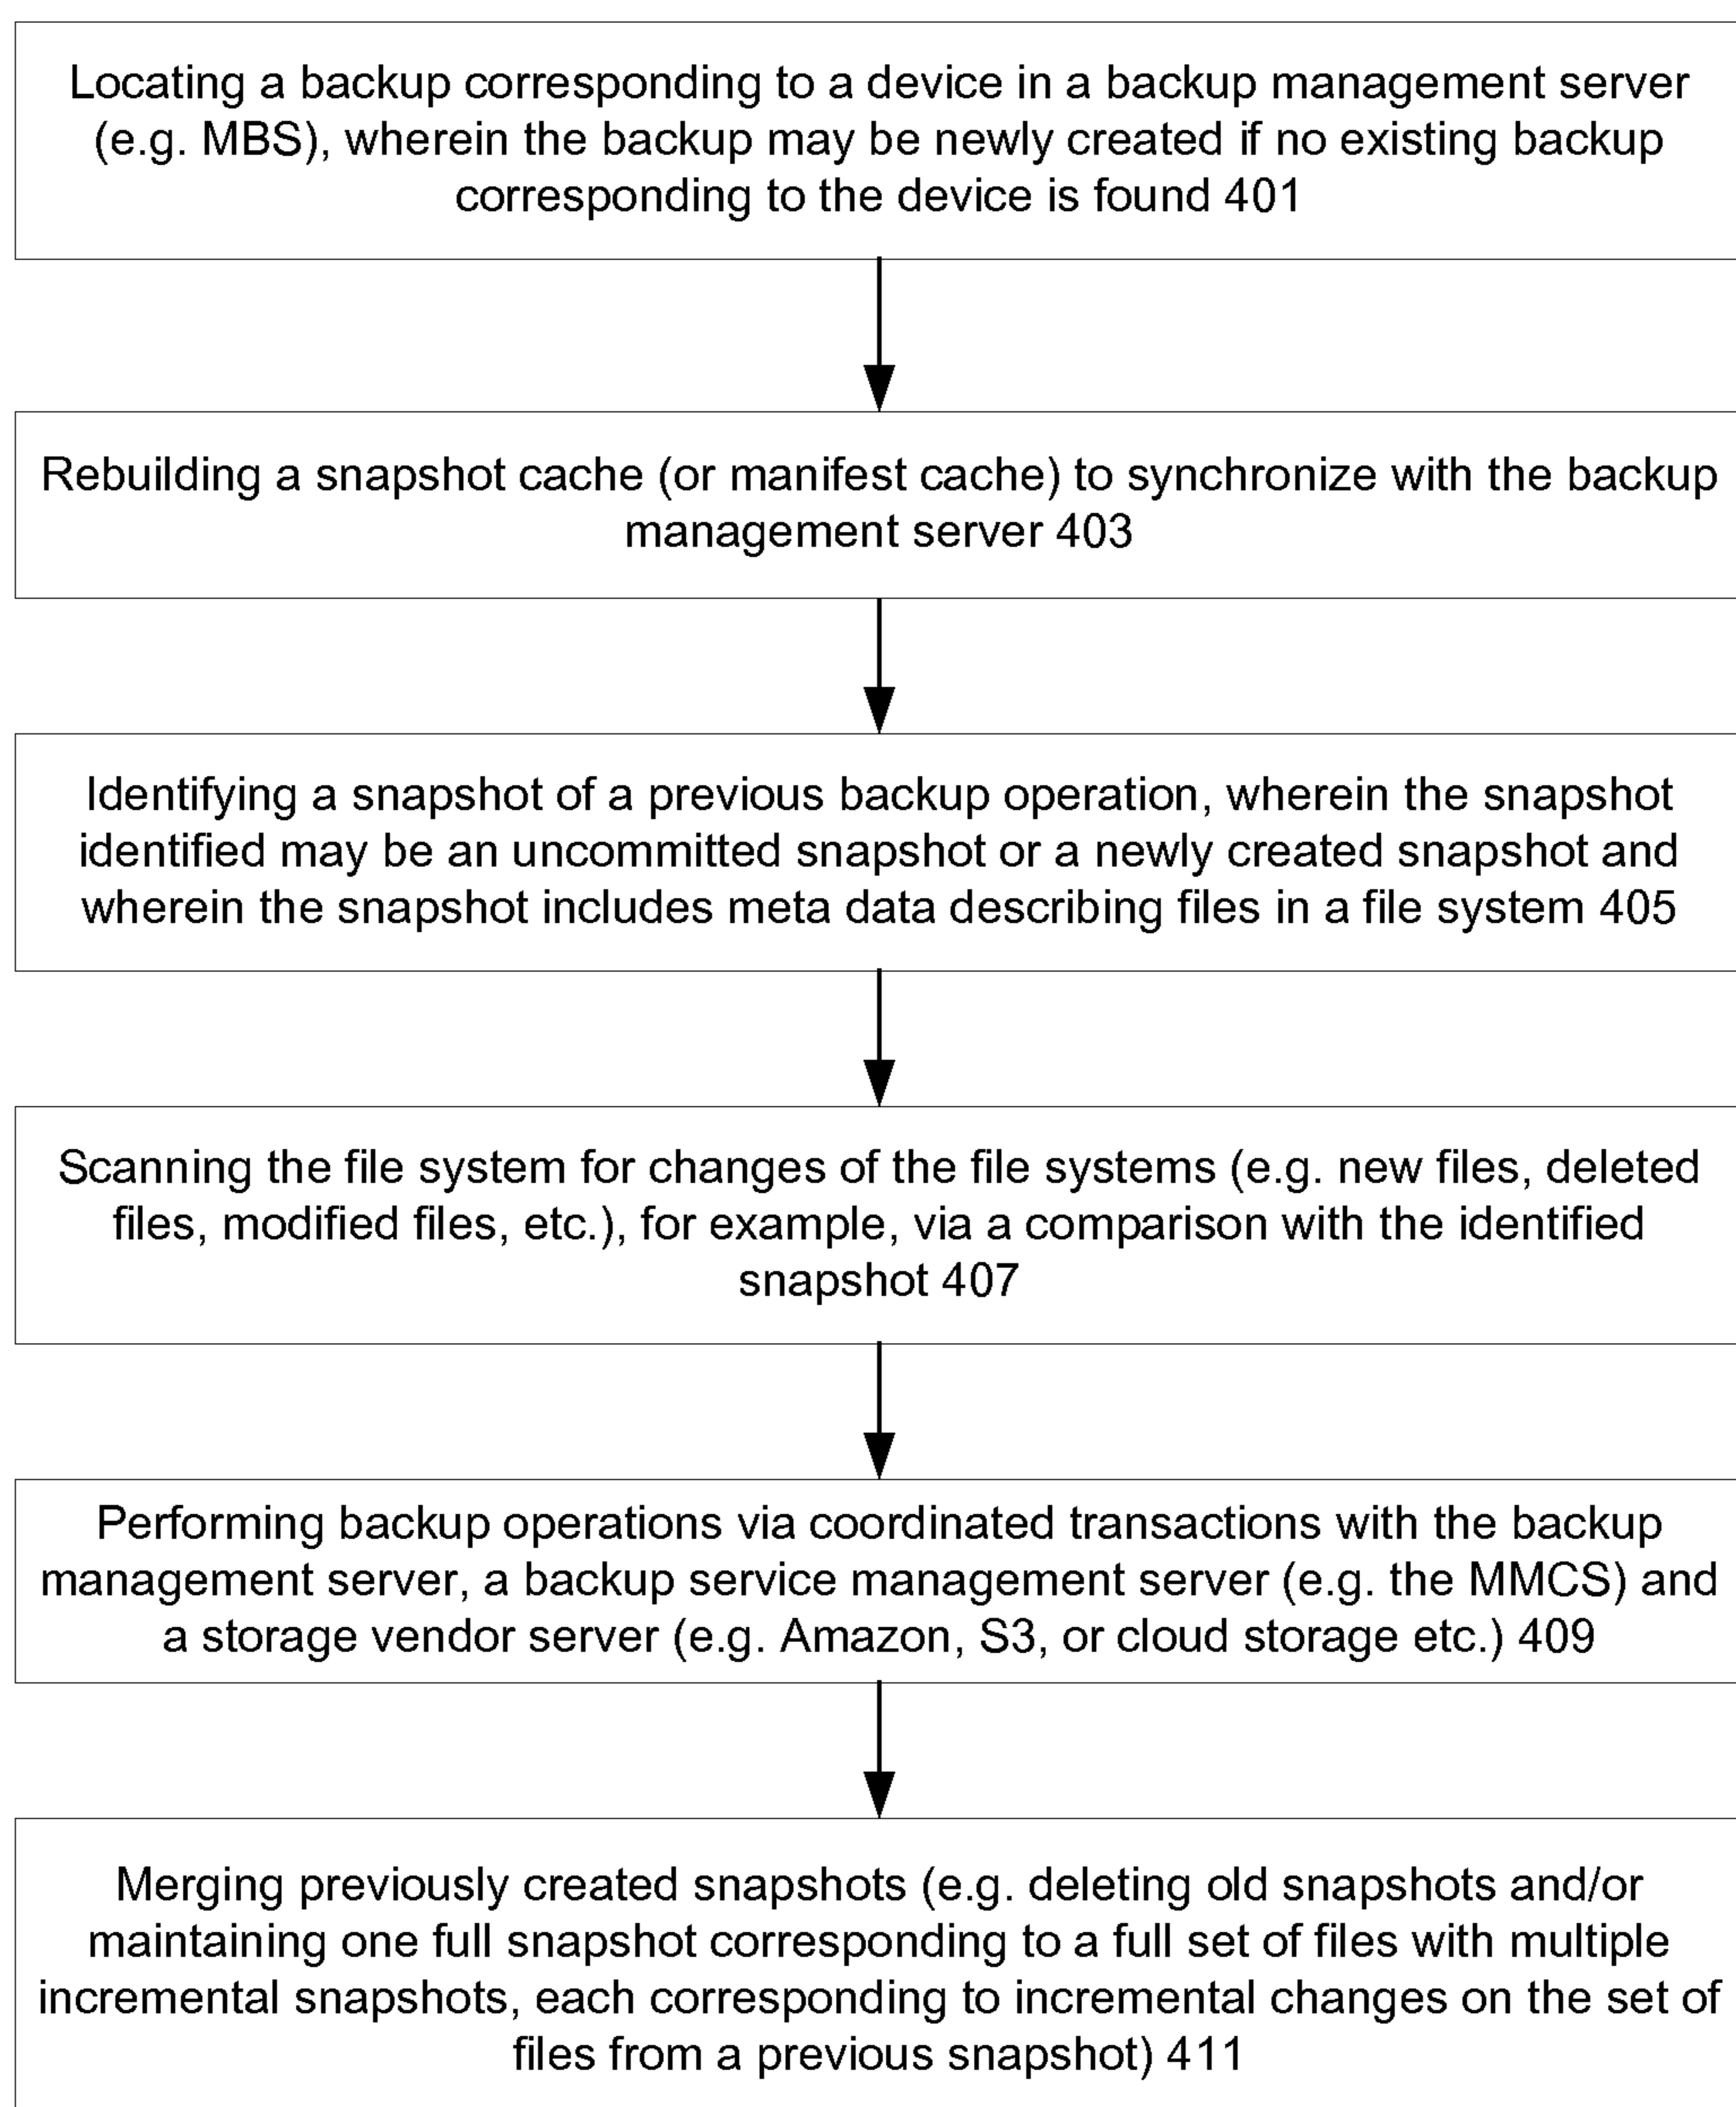 Locating a backup corresponding to a device in a backup management server
(e.g. MBS), wherein the backup may be newly created if no existing backup
corresponding to the device is found 401
Rebuilding a snapshot cache (or manifest cache) to synchronize with the backup
management server 403
Identifying a snapshot of a previous backup operation, wherein the snapshot
identified may be an uncommitted snapshot or a newly created snapshot and
wherein the snapshot includes meta data describing files in a file system 405
Scanning the file system for changes of the file systems (e.g. new files, deleted
files, modified files, etc.), for example, via a comparison with the identified
snapshot 407
Performing backup operations via coordinated transactions with the backup
management server, a backup service management server (e.g. the MMCS) and
a storage vendor server (e.g. Amazon, S3, or cloud storage etc.) 409
Merging previously created snapshots (e.g. deleting old snapshots and/or
maintaining one full snapshot corresponding to a full set of files with multiple
incremental snapshots, each corresponding to incremental changes on the set of
files from a previous snapshot) 411